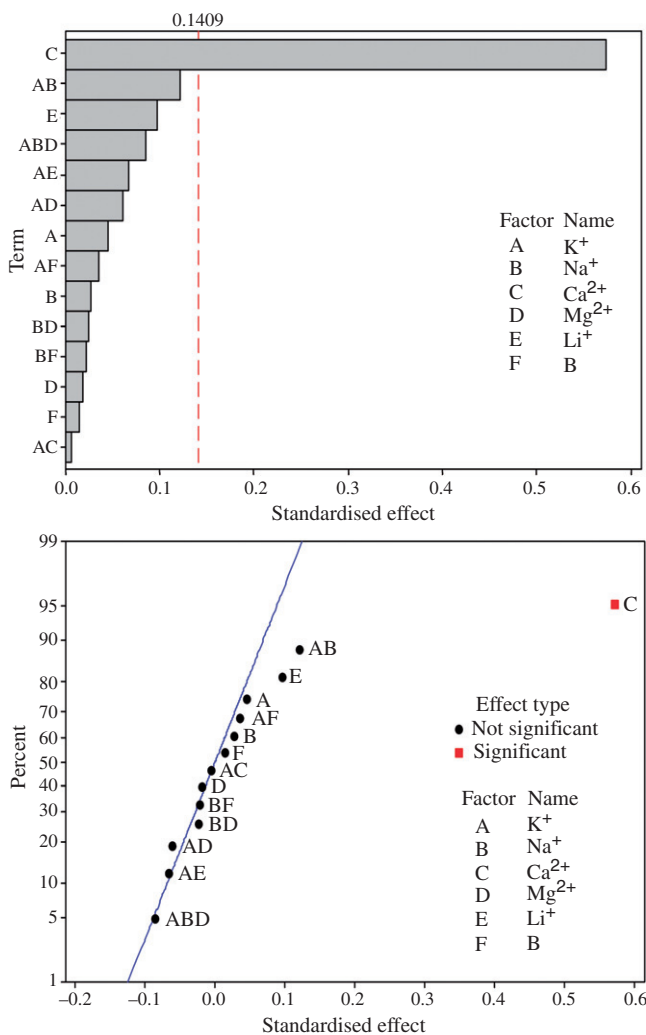 0.1409
C
AB
E
ABD
AE
AD
A
AF
B
BD
BF
D
F
AC
Term
Factor Name
A K⁺
B Na⁺
C Ca²⁺
D Mg²⁺
E Li⁺
F B
0.0 0.1 0.2 0.3 0.4 0.5 0.6
Standardised effect
99
95
90
80
70
60
50
40
30
20
10
5
1
Percent
C
AB
E
A
AF
B
F
AC
D
BF
BD
AD
AE
ABD
Effect type
Not significant
Significant
Factor Name
A K⁺
B Na⁺
C Ca²⁺
D Mg²⁺
E Li⁺
F B
−0.2 −0.1 0.0 0.1 0.2 0.3 0.4 0.5 0.6
Standardised effect